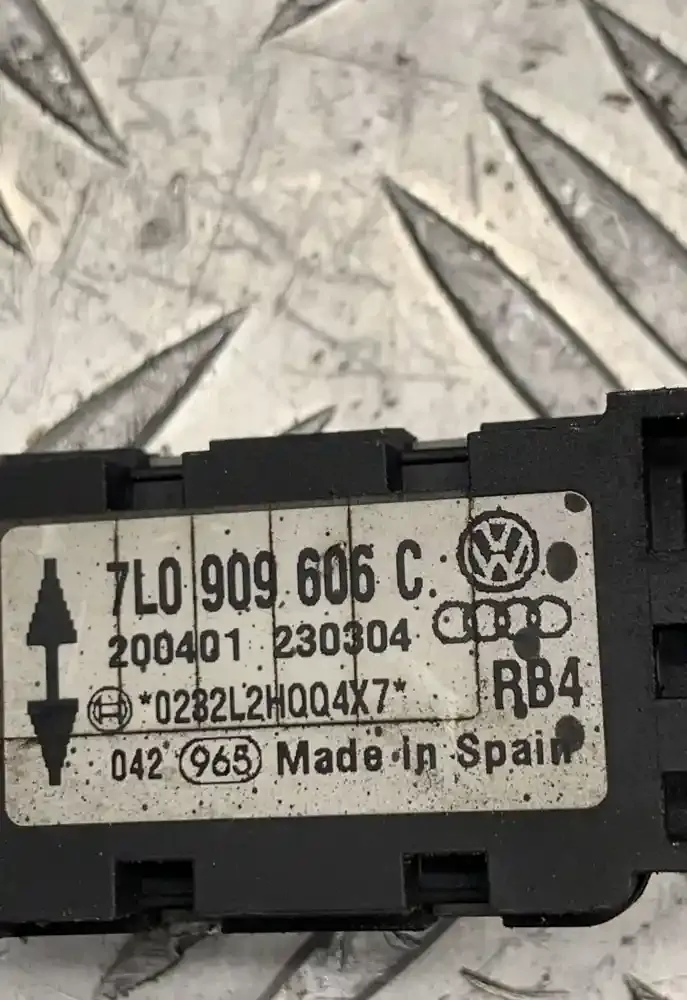 7L0 909 606 C.
200401 230304
*0282L2HQQ4X7*
RB4
042 965 Made in Spain